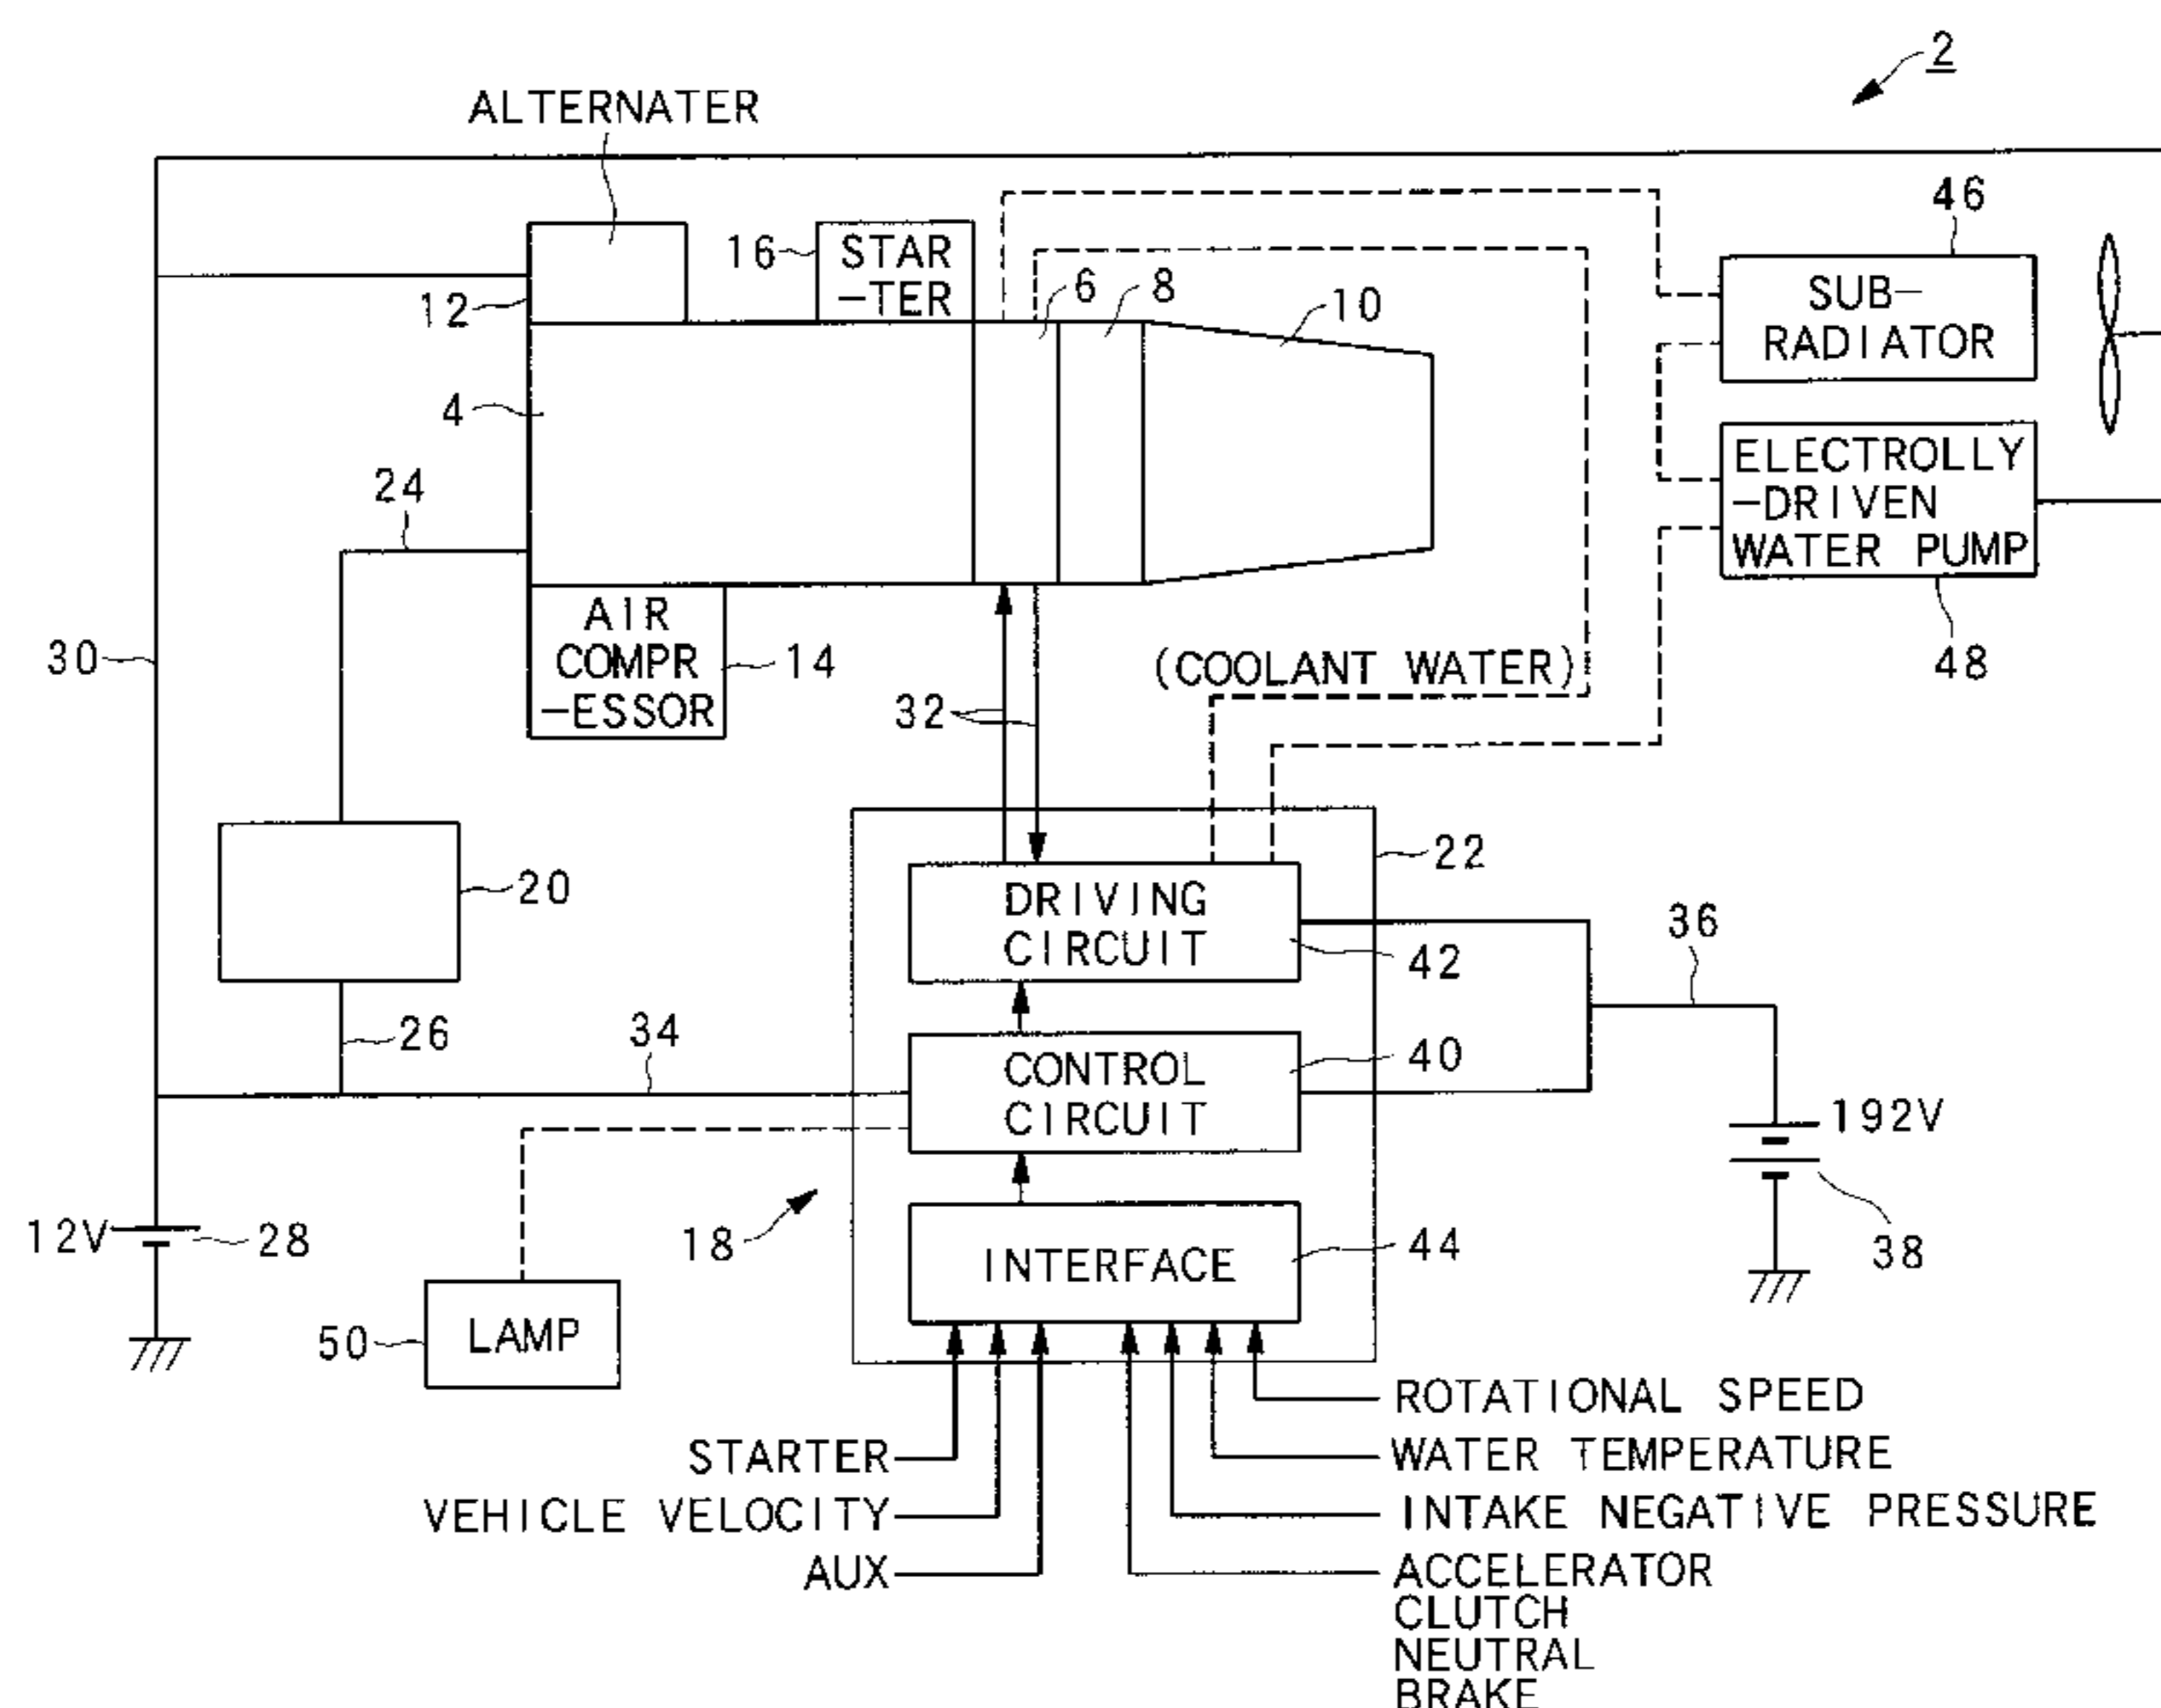 2
ALTERNATER
46
16
STAR
-TER
6
8
10
12
SUB-
RADIATOR
4
ELECTROLLY
-DRIVEN
WATER PUMP
24
AIR
COMPR
-ESSOR
14
30
(COOLANT WATER)
48
32
22
20
DRIVING
CIRCUIT
42
36
26
34
CONTROL
CIRCUIT
40
192V
12V
28
18
INTERFACE
44
38
50
LAMP
ROTATIONAL SPEED
STARTER
WATER TEMPERATURE
VEHICLE VELOCITY
INTAKE NEGATIVE PRESSURE
AUX
ACCELERATOR
CLUTCH
NEUTRAL
BRAKE